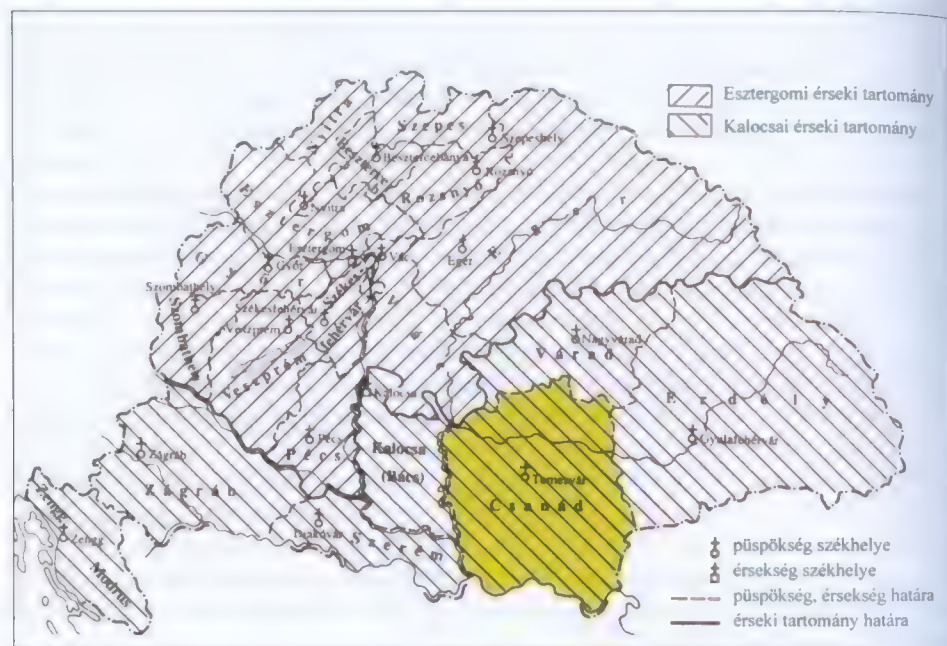 Esztergomi érseki tartomány
Kalocsai érseki tartomány
Nyitra
Szepes
Szepeshely
Besztercebánya
Rozsnyó
Rozsnyó
Nyitra
Esztergom
Esztergom
Vác
Eger
Győr
Szombathely
Szombathely
Székesfehérvár
Székesfehérvár
Veszprém
Veszprém
Nagyvárad
Várad
Erdély
Gyulafehérvár
Kalocsa
Kalocsa
(Bács)
Pécs
Pécs
Zágráb
Zágráb
Temesvár
Csanád
Diakóvár
Szerém
Zengg
Zengg
Modrus
püspökség székhelye
érsekség székhelye
püspökség, érsekség határa
érseki tartomány határa